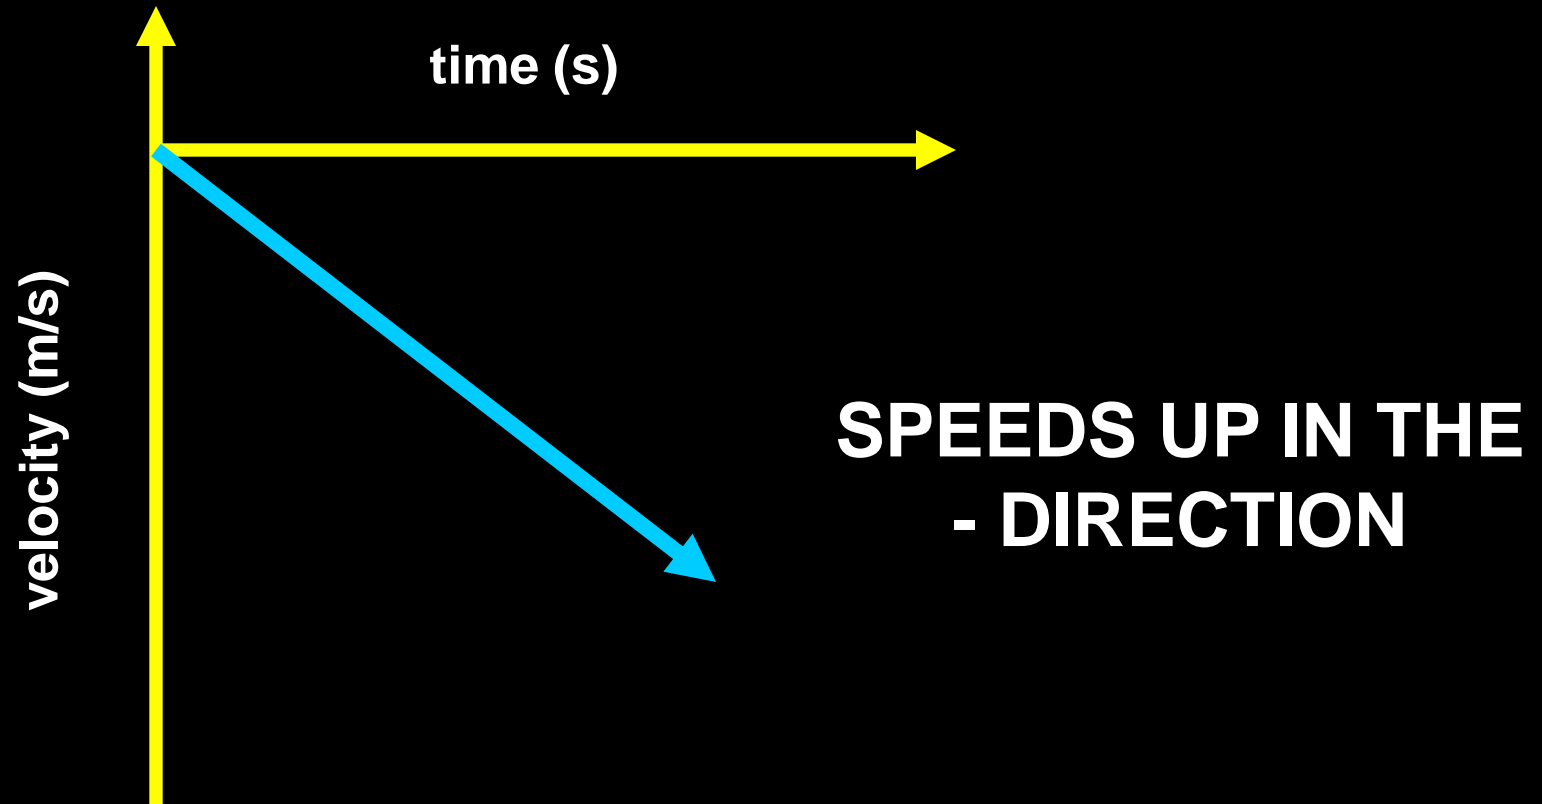 time (s)
velocity (m/s)
SPEEDS UP IN THE
- DIRECTION